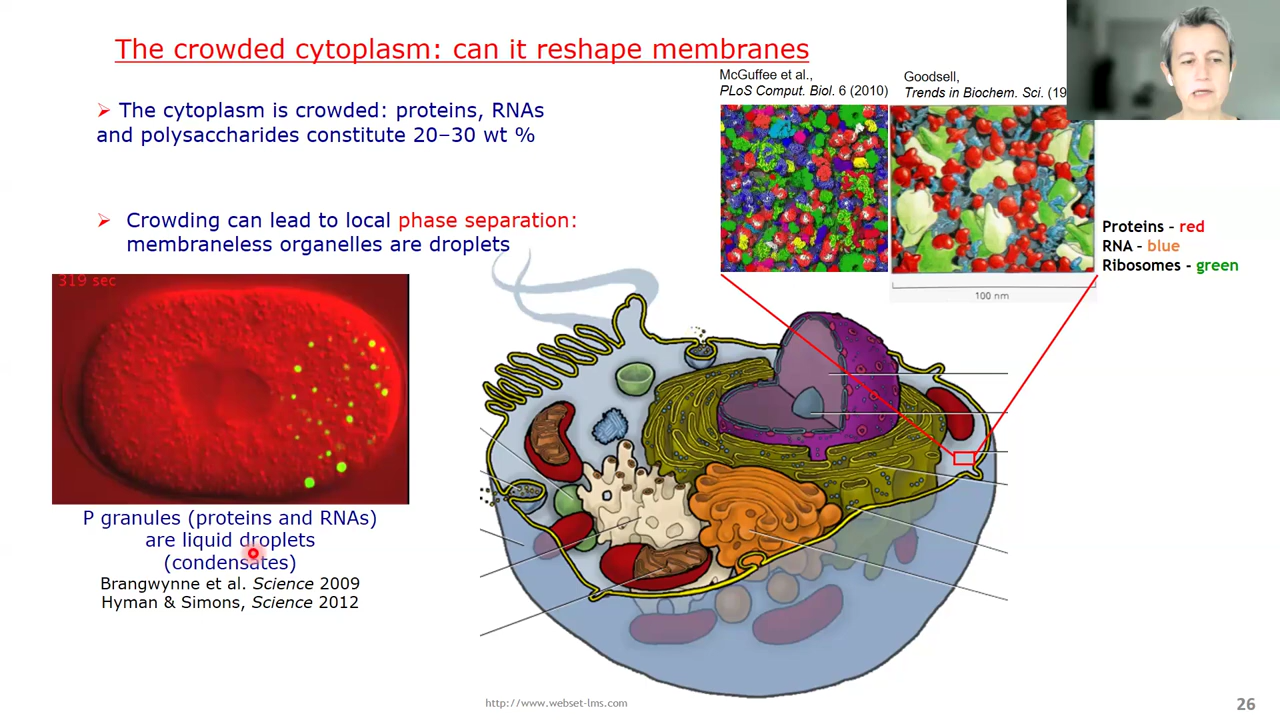 The crowded cytoplasm: can it reshape membranes
➢ The cytoplasm is crowded: proteins, RNAs
and polysaccharides constitute 20–30 wt %
➢ Crowding can lead to local phase separation:
membraneless organelles are droplets
319 sec
P granules (proteins and RNAs)
are liquid droplets
(condensates)
Brangwynne et al. Science 2009
Hyman & Simons, Science 2012
McGuffee et al.,
PLoS Comput. Biol. 6 (2010)
Goodsell,
Trends in Biochem. Sci. (19
100 nm
Proteins – red
RNA – blue
Ribosomes - green
http://www.webset-lms.com
26